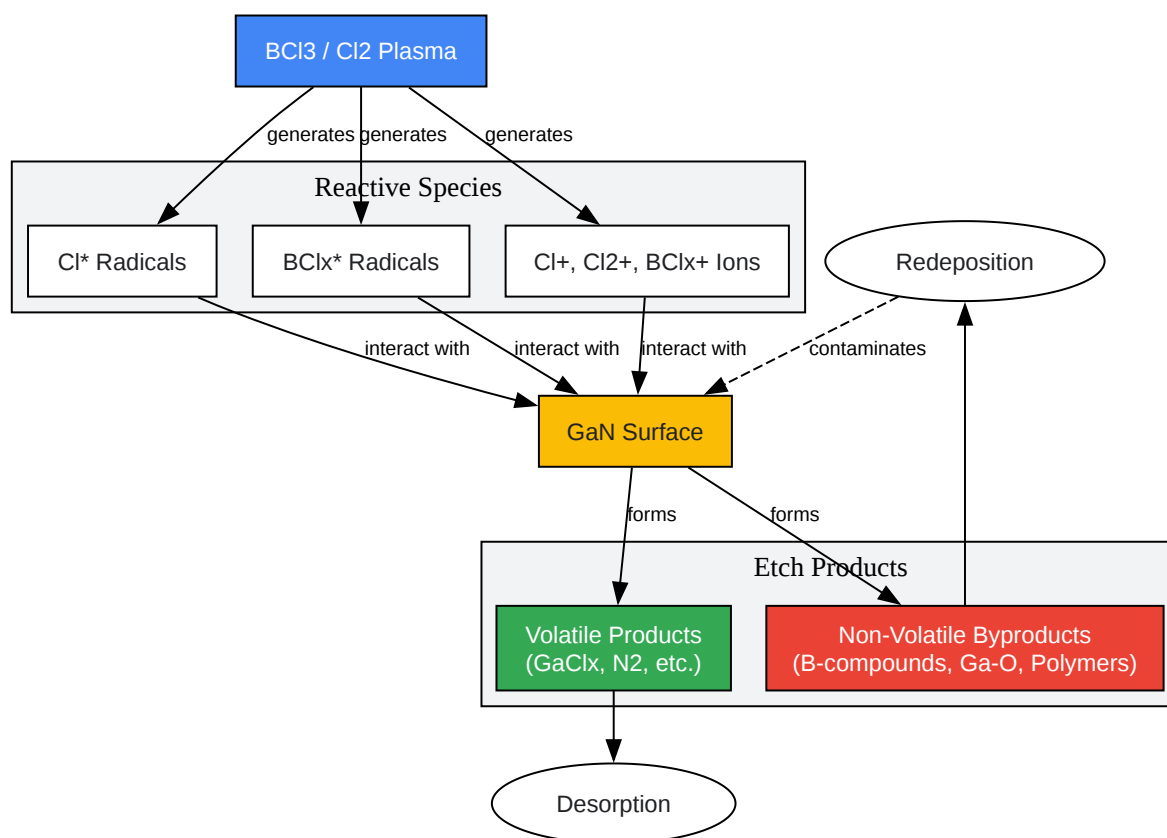 BCl3 / Cl2 Plasma
generates
generates
generates
Reactive Species
Cl* Radicals
BClx* Radicals
Cl+, Cl2+, BClx+ Ions
Redeposition
interact with
interact with
interact with
contaminates
GaN Surface
forms
forms
Etch Products
Volatile Products
(GaClx, N2, etc.)
Non-Volatile Byproducts
(B-compounds, Ga-O, Polymers)
Desorption